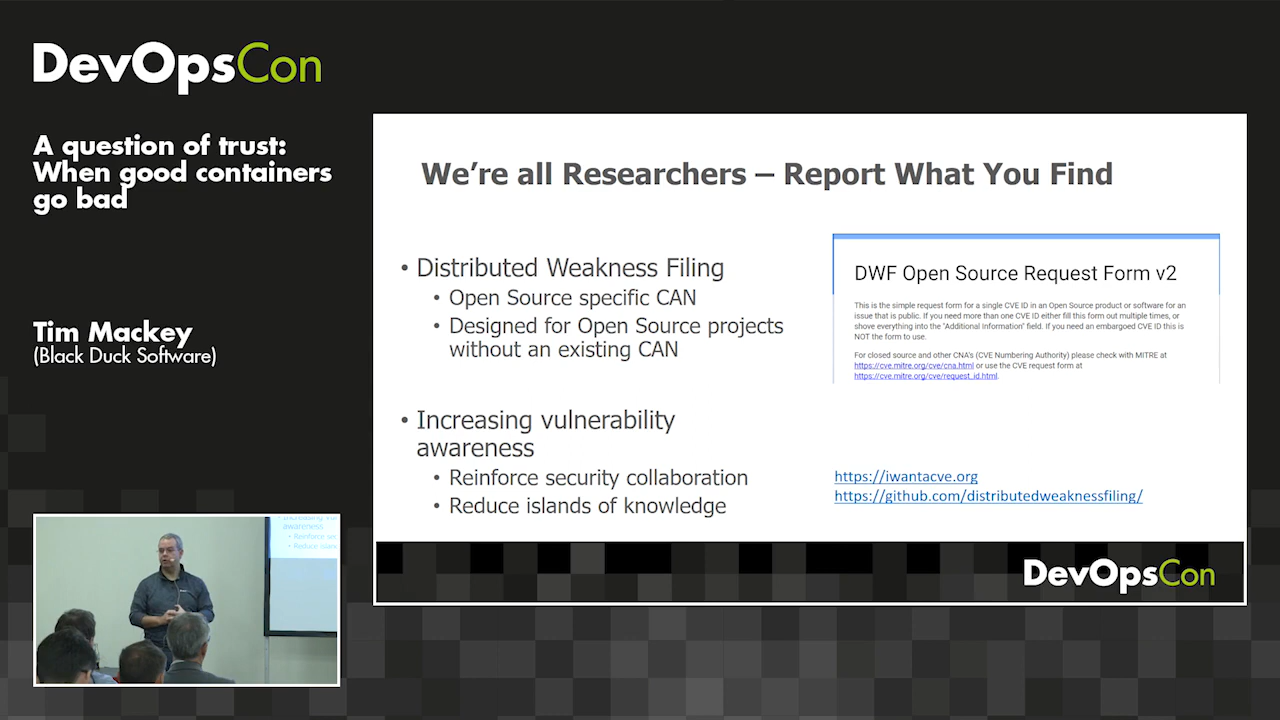 DevOpsCon
A question of trust:
When good containers
go bad
Tim Mackey
(Black Duck Software)
We're all Researchers – Report What You Find
• Distributed Weakness Filing
• Open Source specific CAN
• Designed for Open Source projects
without an existing CAN
• Increasing vulnerability
awareness
• Reinforce security collaboration
• Reduce islands of knowledge
DWF Open Source Request Form v2
This is the simple request form for a single CVE ID in an Open Source product or software for an
issue that is public. If you need more than one CVE ID either fill this form out multiple times, or
shove everything into the "Additional Information" field. If you need an embargoed CVE ID this is
NOT the form to use.
For closed source and other CNA's (CVE Numbering Authority) please check with MITRE at
https://cve.mitre.org/cve/cna.html or use the CVE request form at
https://cve.mitre.org/cve/request_id.html.
https://iwantacve.org
https://github.com/distributedweaknessfiling/
DevOpsCon
awareness
• Reinforce sec
• Reduce island